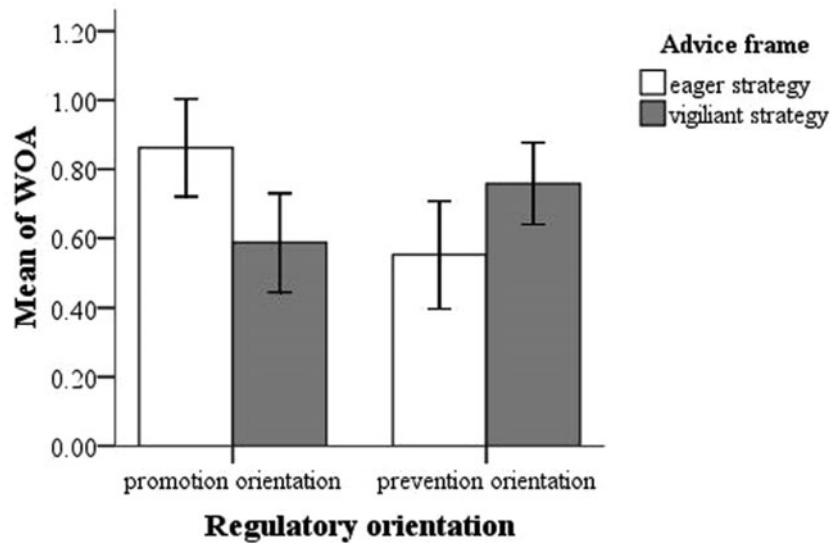 1.20
1.00
0.80
0.60
0.40
0.20
0.00
Mean of WOA
promotion orientation
prevention orientation
Regulatory orientation
Advice frame
eager strategy
vigiliant strategy